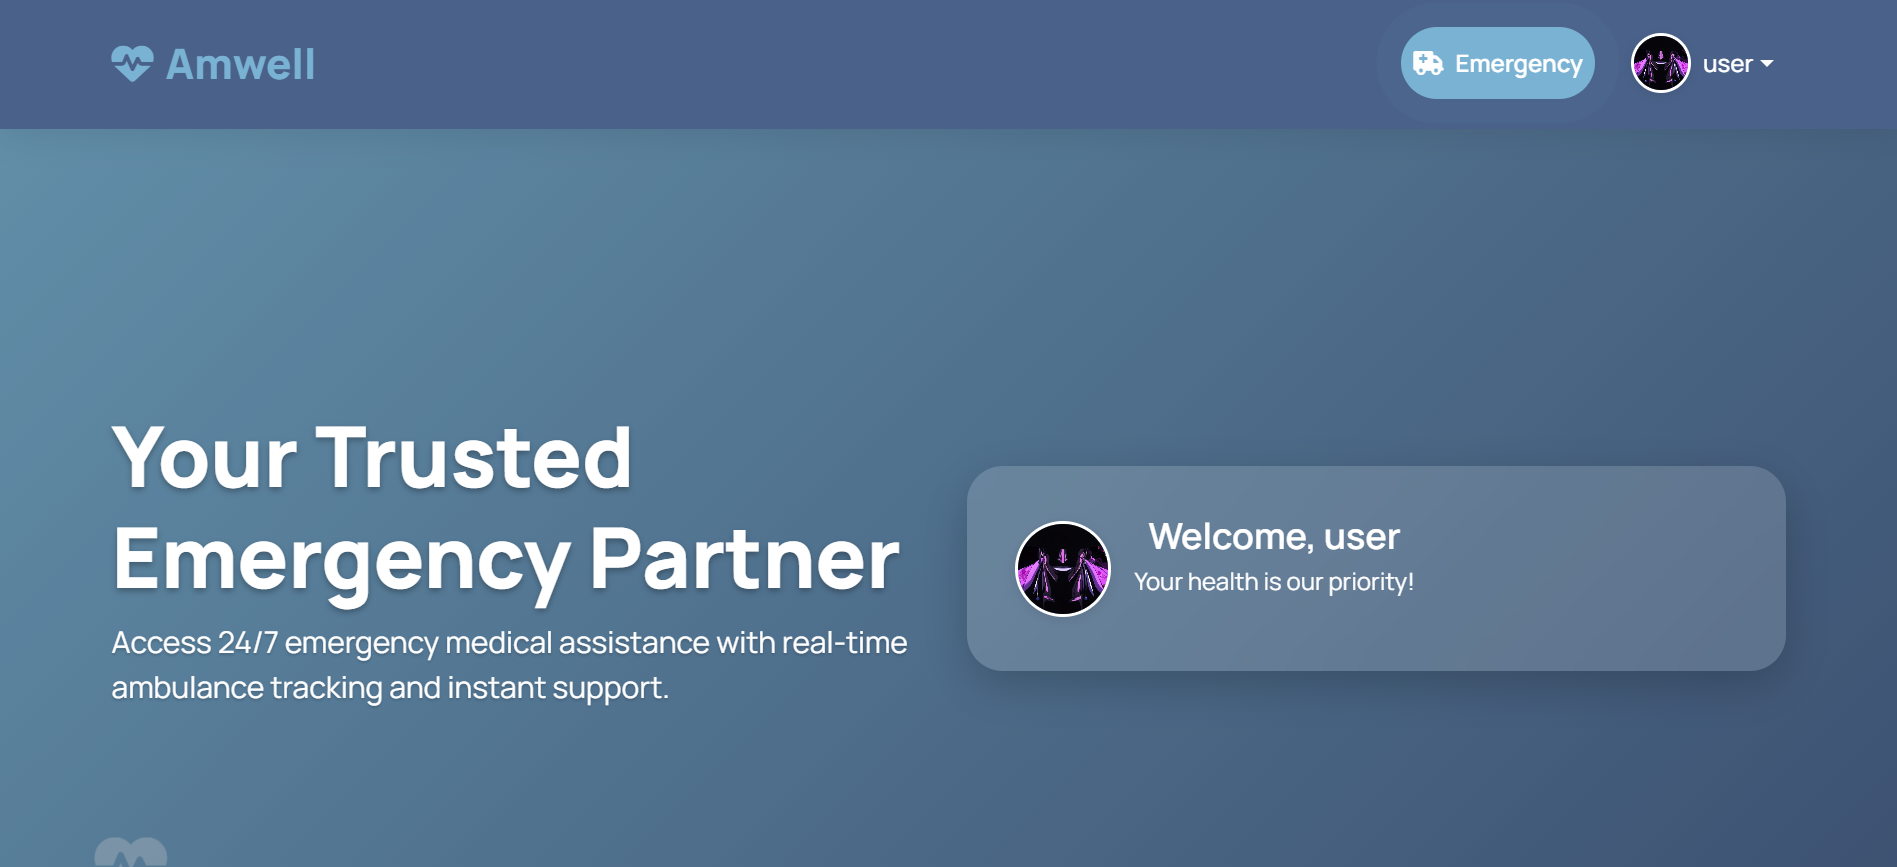 Amwell
Emergency
user
Your Trusted
Emergency Partner
Access 24/7 emergency medical assistance with real-time
ambulance tracking and instant support.
Welcome, user
Your health is our priority!